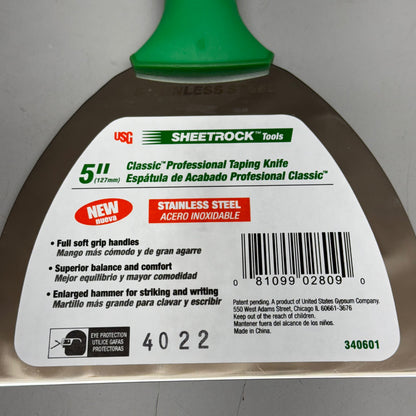 STAINLESS STEEL
USG SHEETROCK™ Tools
5"
(127mm)
Classic™ Professional Taping Knife
Espátula de Acabado Profesional Classic™
NEW
nueva
STAINLESS STEEL
ACERO INOXIDABLE
• Full soft grip handles
Mango más cómodo y de gran agarre
• Superior balance and comfort
Mejor equilibrio y mayor comodidad
• Enlarged hammer for striking and writing
Martillo más grande para clavar y escribir
0 81099 02809 0
Patent pending. A product of United States Gypsum Company.
550 West Adams Street, Chicago IL 60661-3676
Keep out of the reach of children.
Mantener fuera del alcance de los niños.
Made in China.
EYE PROTECTION
UTILICE GAFAS
PROTECTORAS
4022
340601